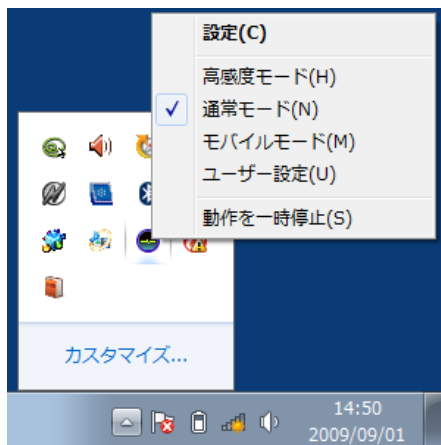 設定(C)
高感度モード(H)
通常モード(N)
モバイルモード(M)
ユーザー設定(U)
動作を一時停止(S)
カスタマイズ...
14:50
2009/09/01